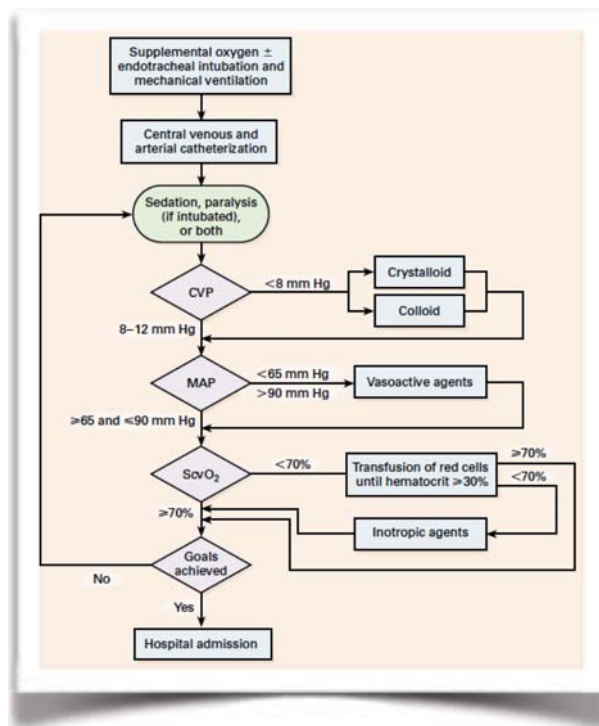 Supplemental oxygen ±
endotracheal intubation and
mechanical ventilation
Central venous and
arterial catheterization
Sedation, paralysis
(if intubated),
or both
CVP
<8 mm Hg
Crystalloid
Colloid
8–12 mm Hg
MAP
<65 mm Hg
>90 mm Hg
Vasoactive agents
≥65 and ≤90 mm Hg
ScvO₂
<70%
Transfusion of red cells
until hematocrit ≥30%
≥70%
<70%
≥70%
Inotropic agents
Goals
achieved
No
Yes
Hospital admission